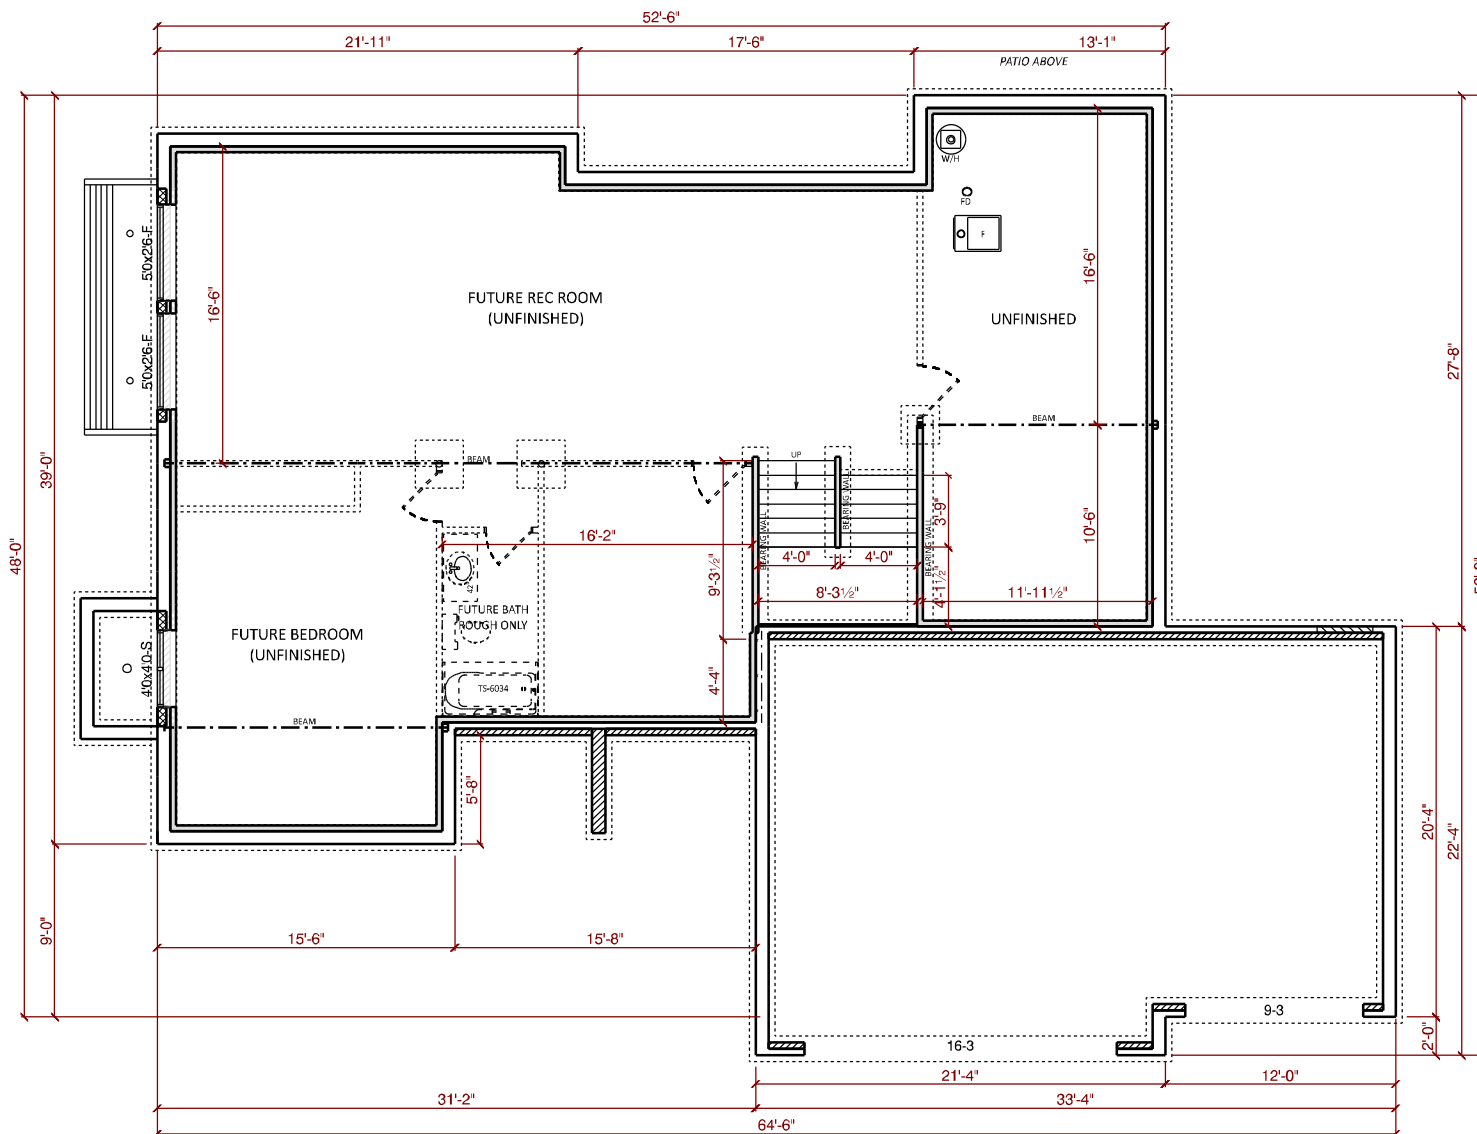 52'-6"
21'-11"
17'-6"
13'-1"
PATIO ABOVE
W/H
FD
F
5'0x2'6-F
5'0x2'6-F
16'-6"
FUTURE REC ROOM
(UNFINISHED)
UNFINISHED
16'-6"
27'-8"
39'-0"
48'-0"
BEAM
BEAM
UP
BEARING WALL
BEARING WALL
BEARING WALL
3'-9"
10'-6"
16'-2"
9'-3½"
4'-0"
4'-0"
4'-11½"
8'-3½"
11'-11½"
42"
FUTURE BATH
ROUGH ONLY
FUTURE BEDROOM
(UNFINISHED)
4'0x4'0-S
4'-4"
TS-6034
BEAM
5'-8"
20'-4"
22'-4"
9'-0"
15'-6"
15'-8"
9-3
16-3
2'-0"
21'-4"
12'-0"
31'-2"
33'-4"
64'-6"